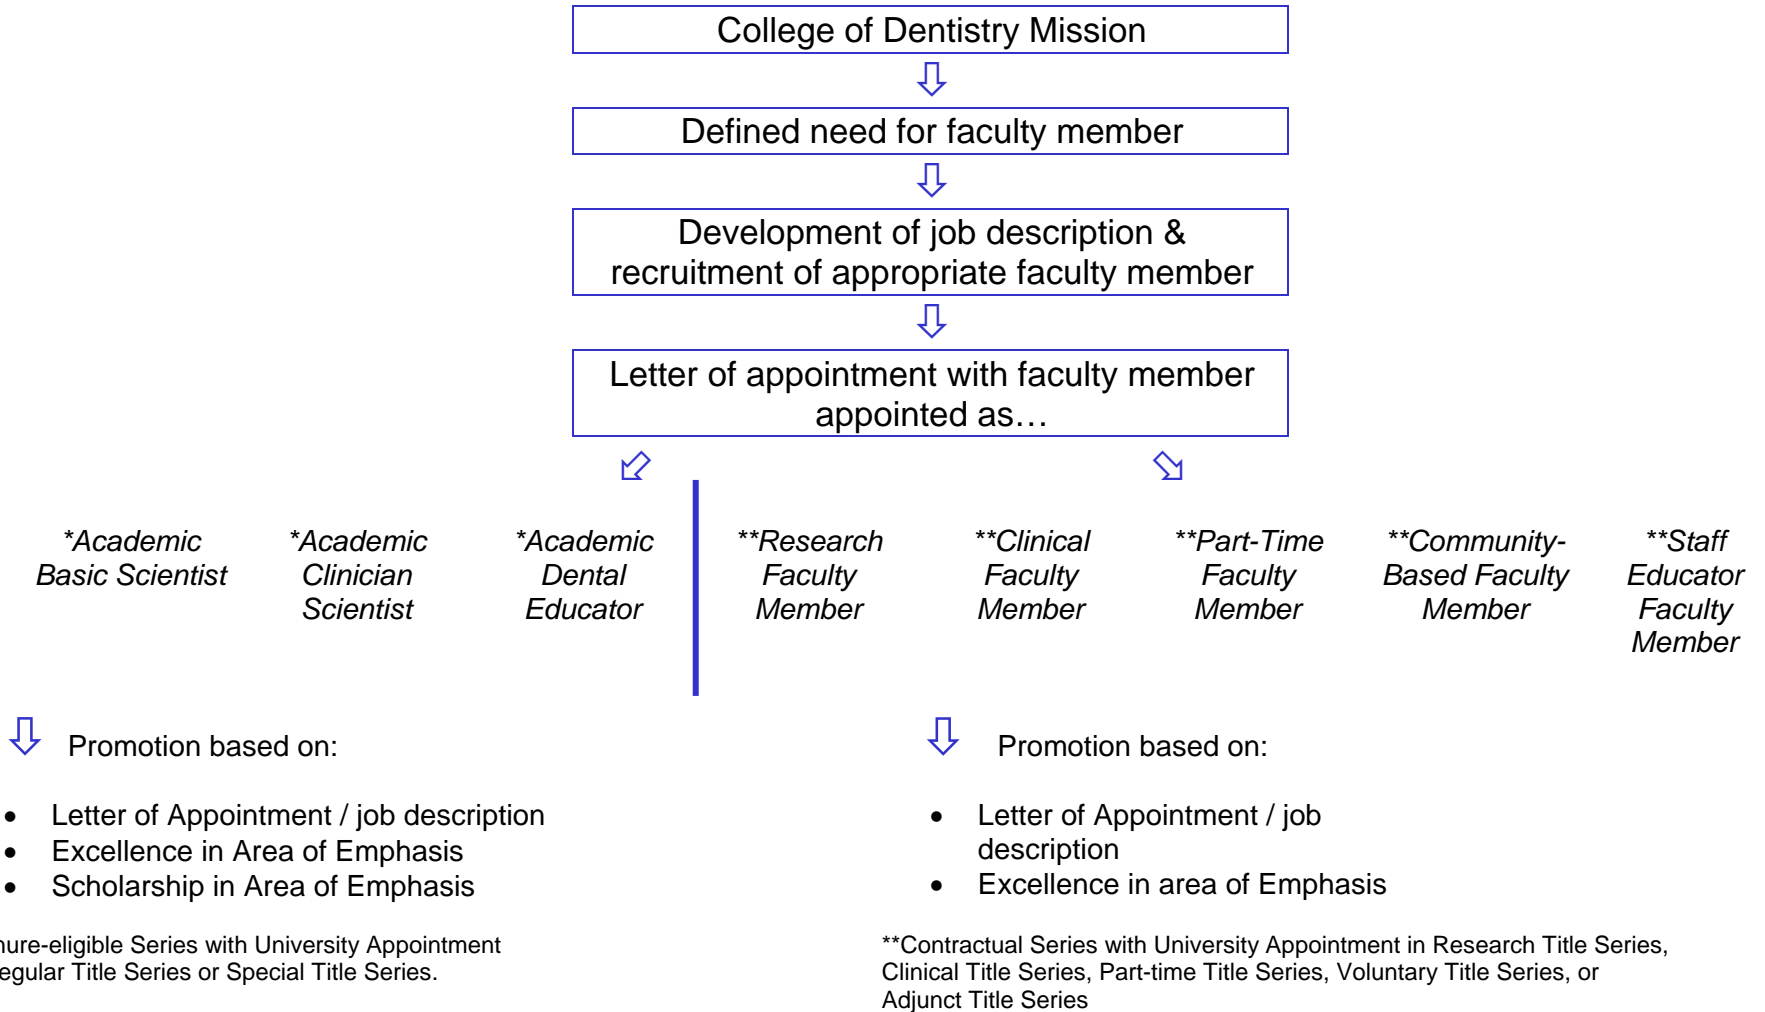 College of Dentistry Mission
Defined need for faculty member
Development of job description &
recruitment of appropriate faculty member
Letter of appointment with faculty member
appointed as…
*Academic
Basic Scientist
*Academic
Clinician
Scientist
*Academic
Dental
Educator
**Research
Faculty
Member
**Clinical
Faculty
Member
**Part-Time
Faculty
Member
**Community-
Based Faculty
Member
**Staff
Educator
Faculty
Member
Promotion based on:
• Letter of Appointment / job description
• Excellence in Area of Emphasis
• Scholarship in Area of Emphasis
Promotion based on:
• Letter of Appointment / job
description
• Excellence in area of Emphasis
nure-eligible Series with University Appointment
egular Title Series or Special Title Series.
**Contractual Series with University Appointment in Research Title Series,
Clinical Title Series, Part-time Title Series, Voluntary Title Series, or
Adjunct Title Series